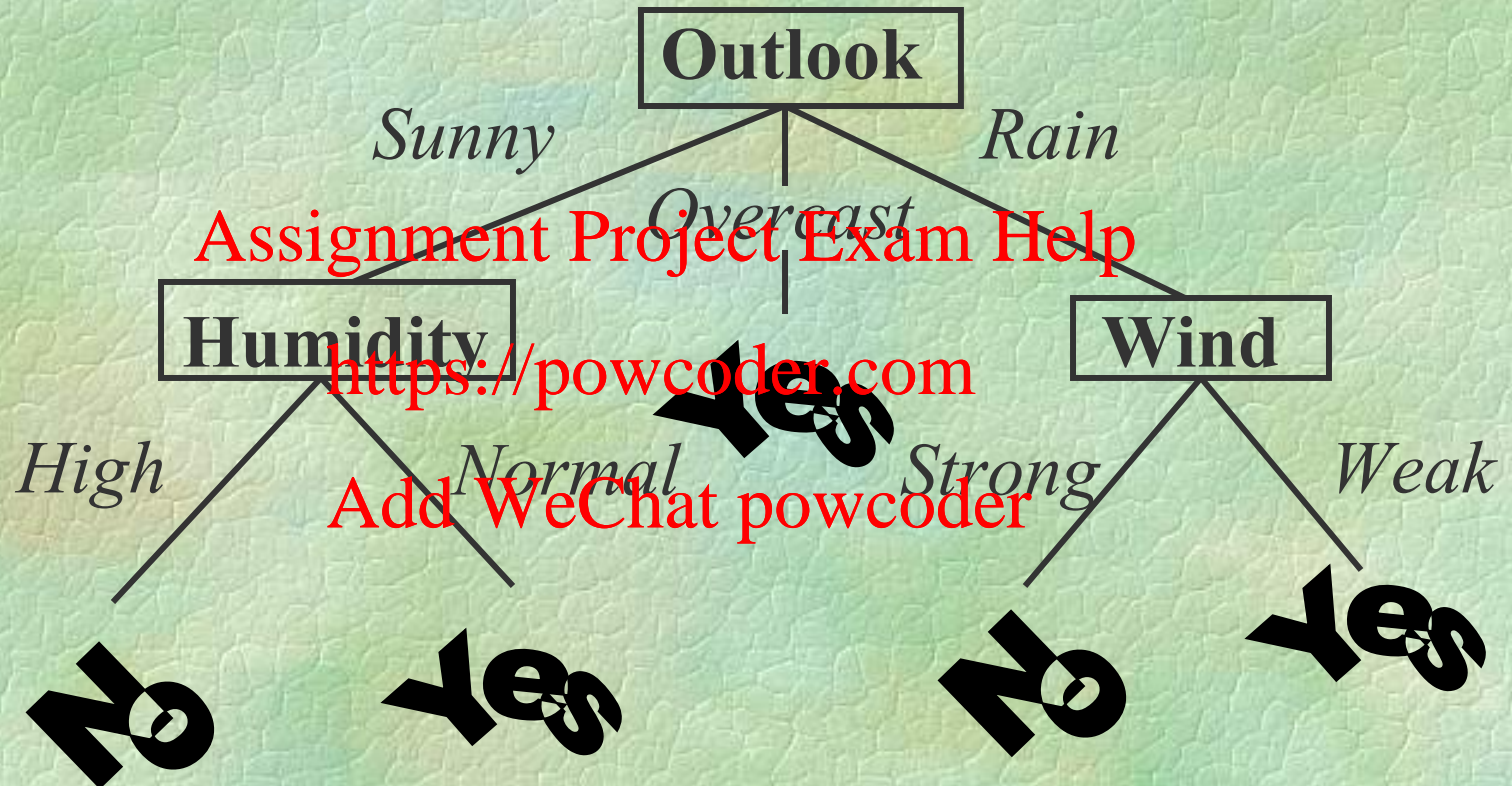 Outlook
Sunny
Rain
Overcast
Assignment Project Exam Help
Humidity
Wind
https://powcoder.com
Yes
High
Normal
Strong
Weak
Add WeChat powcoder
No
Yes
No
Yes